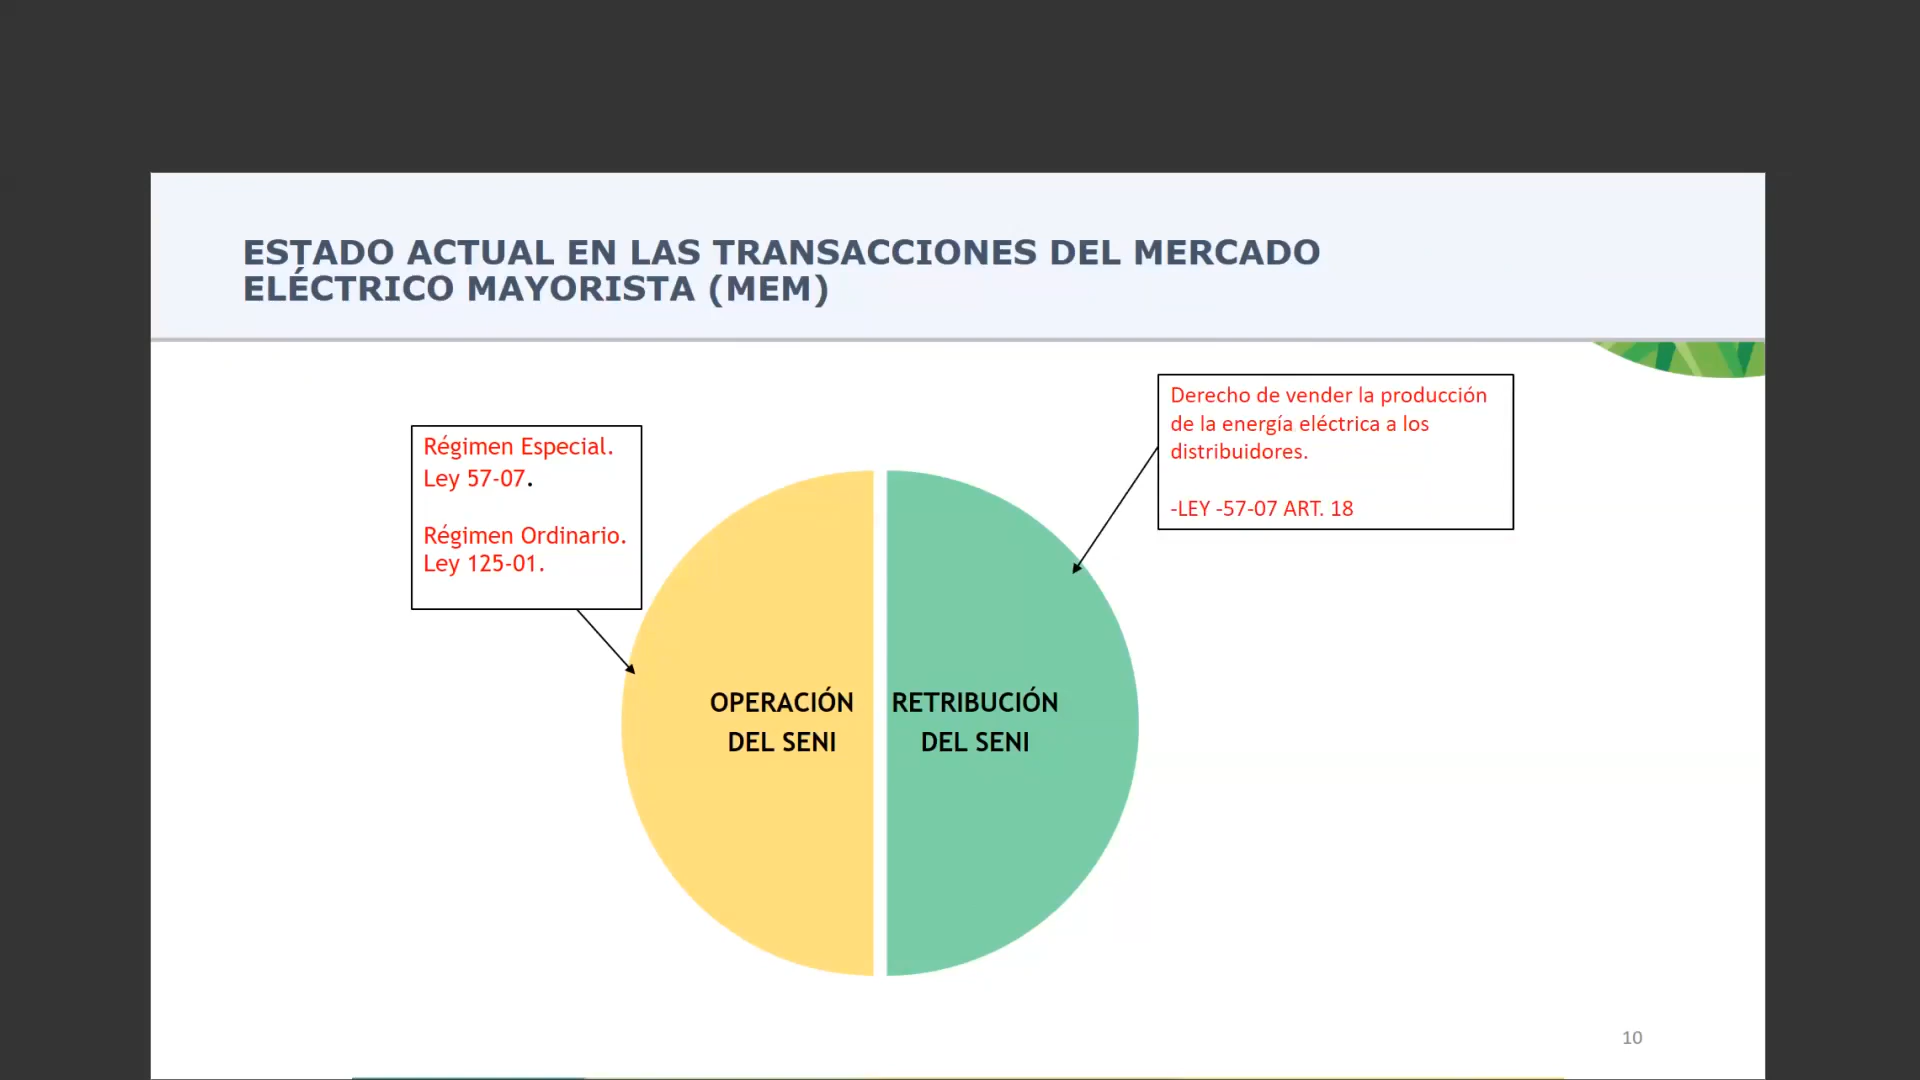 ESTADO ACTUAL EN LAS TRANSACCIONES DEL MERCADO
ELÉCTRICO MAYORISTA (MEM)
Régimen Especial.
Ley 57-07.
Régimen Ordinario.
Ley 125-01.
Derecho de vender la producción
de la energía eléctrica a los
distribuidores.
-LEY -57-07 ART. 18
OPERACIÓN
DEL SENI
RETRIBUCIÓN
DEL SENI
10